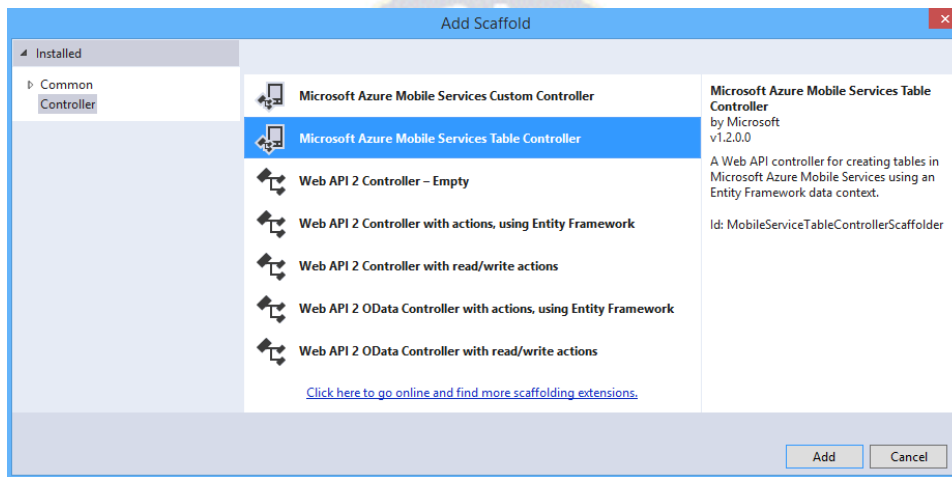 Add Scaffold
Installed
Common
Controller
Microsoft Azure Mobile Services Custom Controller
Microsoft Azure Mobile Services Table Controller
Web API 2 Controller – Empty
Web API 2 Controller with actions, using Entity Framework
Web API 2 Controller with read/write actions
Web API 2 OData Controller with actions, using Entity Framework
Web API 2 OData Controller with read/write actions
Click here to go online and find more scaffolding extensions.
Microsoft Azure Mobile Services Table
Controller
by Microsoft
v1.2.0.0
A Web API controller for creating tables in
Microsoft Azure Mobile Services using an
Entity Framework data context.
Id: MobileServiceTableControllerScaffolder
Add
Cancel